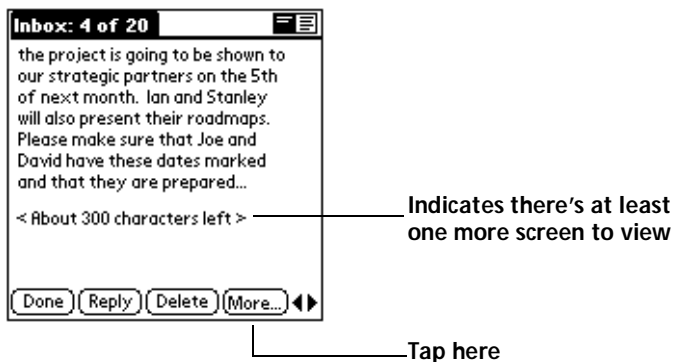 Inbox: 4 of 20
the project is going to be shown to
our strategic partners on the 5th
of next month. Ian and Stanley
will also present their roadmaps.
Please make sure that Joe and
David have these dates marked
and that they are prepared...
< About 300 characters left >
Indicates there's at least
one more screen to view
Done Reply Delete More...
Tap here